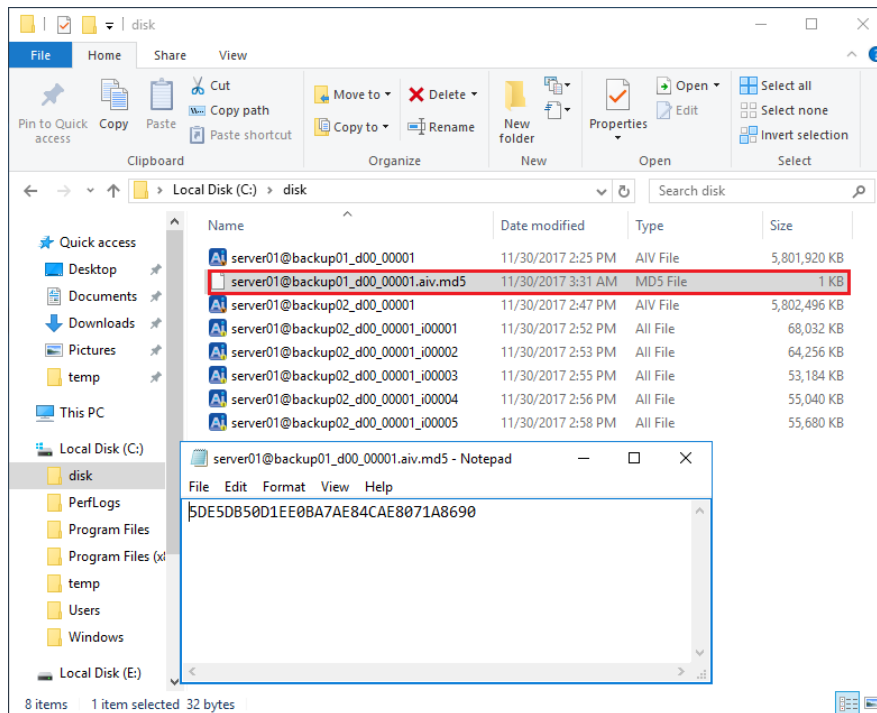 disk
File Home Share View
Pin to Quick access
Copy
Paste
Cut
Copy path
Paste shortcut
Clipboard
Move to
Copy to
Delete
Rename
Organize
New folder
New
Properties
Open
Edit
Open
Select all
Select none
Invert selection
Select
Local Disk (C:) > disk
Search disk
Name Date modified Type Size
server01@backup01_d00_00001 11/30/2017 2:25 PM AIV File 5,801,920 KB
server01@backup01_d00_00001.aiv.md5 11/30/2017 3:31 AM MD5 File 1 KB
server01@backup02_d00_00001 11/30/2017 2:47 PM AIV File 5,802,496 KB
server01@backup02_d00_00001_i00001 11/30/2017 2:52 PM AII File 68,032 KB
server01@backup02_d00_00001_i00002 11/30/2017 2:53 PM AII File 64,256 KB
server01@backup02_d00_00001_i00003 11/30/2017 2:55 PM AII File 53,184 KB
server01@backup02_d00_00001_i00004 11/30/2017 2:56 PM AII File 55,040 KB
server01@backup02_d00_00001_i00005 11/30/2017 2:58 PM AII File 55,680 KB
Quick access
Desktop
Documents
Downloads
Pictures
temp
This PC
Local Disk (C:)
disk
PerfLogs
Program Files
Program Files (x
temp
Users
Windows
Local Disk (E:)
server01@backup01_d00_00001.aiv.md5 - Notepad
File Edit Format View Help
5DE5DB50D1EE0BA7AE84CAE8071A8690
8 items 1 item selected 32 bytes